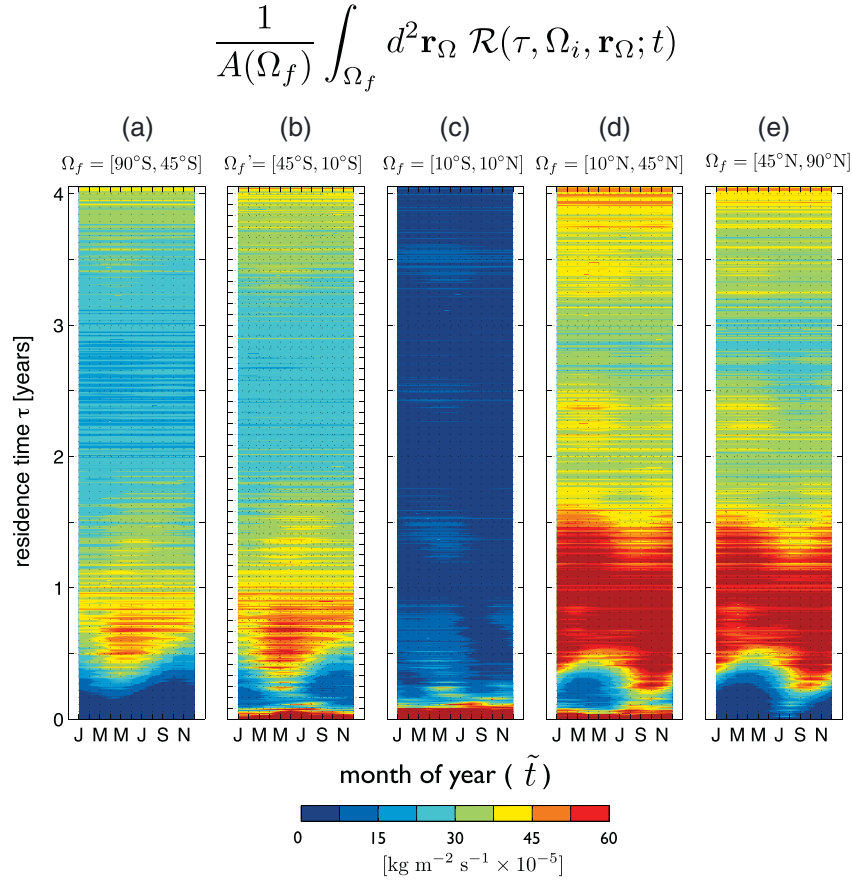 1/A(Ω_f) ∫_{Ω_f} d²r_Ω R(τ, Ω_i, r_Ω; t)
(a) (b) (c) (d) (e)
Ω_f = [90°S, 45°S] Ω_f '= [45°S, 10°S] Ω_f = [10°S, 10°N] Ω_f = [10°N, 45°N] Ω_f = [45°N, 90°N]
4
3
2
1
0
residence time τ [years]
J M M J S N J M M J S N J M M J S N J M M J S N J M M J S N
month of year ( t̃ )
0 15 30 45 60
[kg m⁻² s⁻¹ × 10⁻⁵]